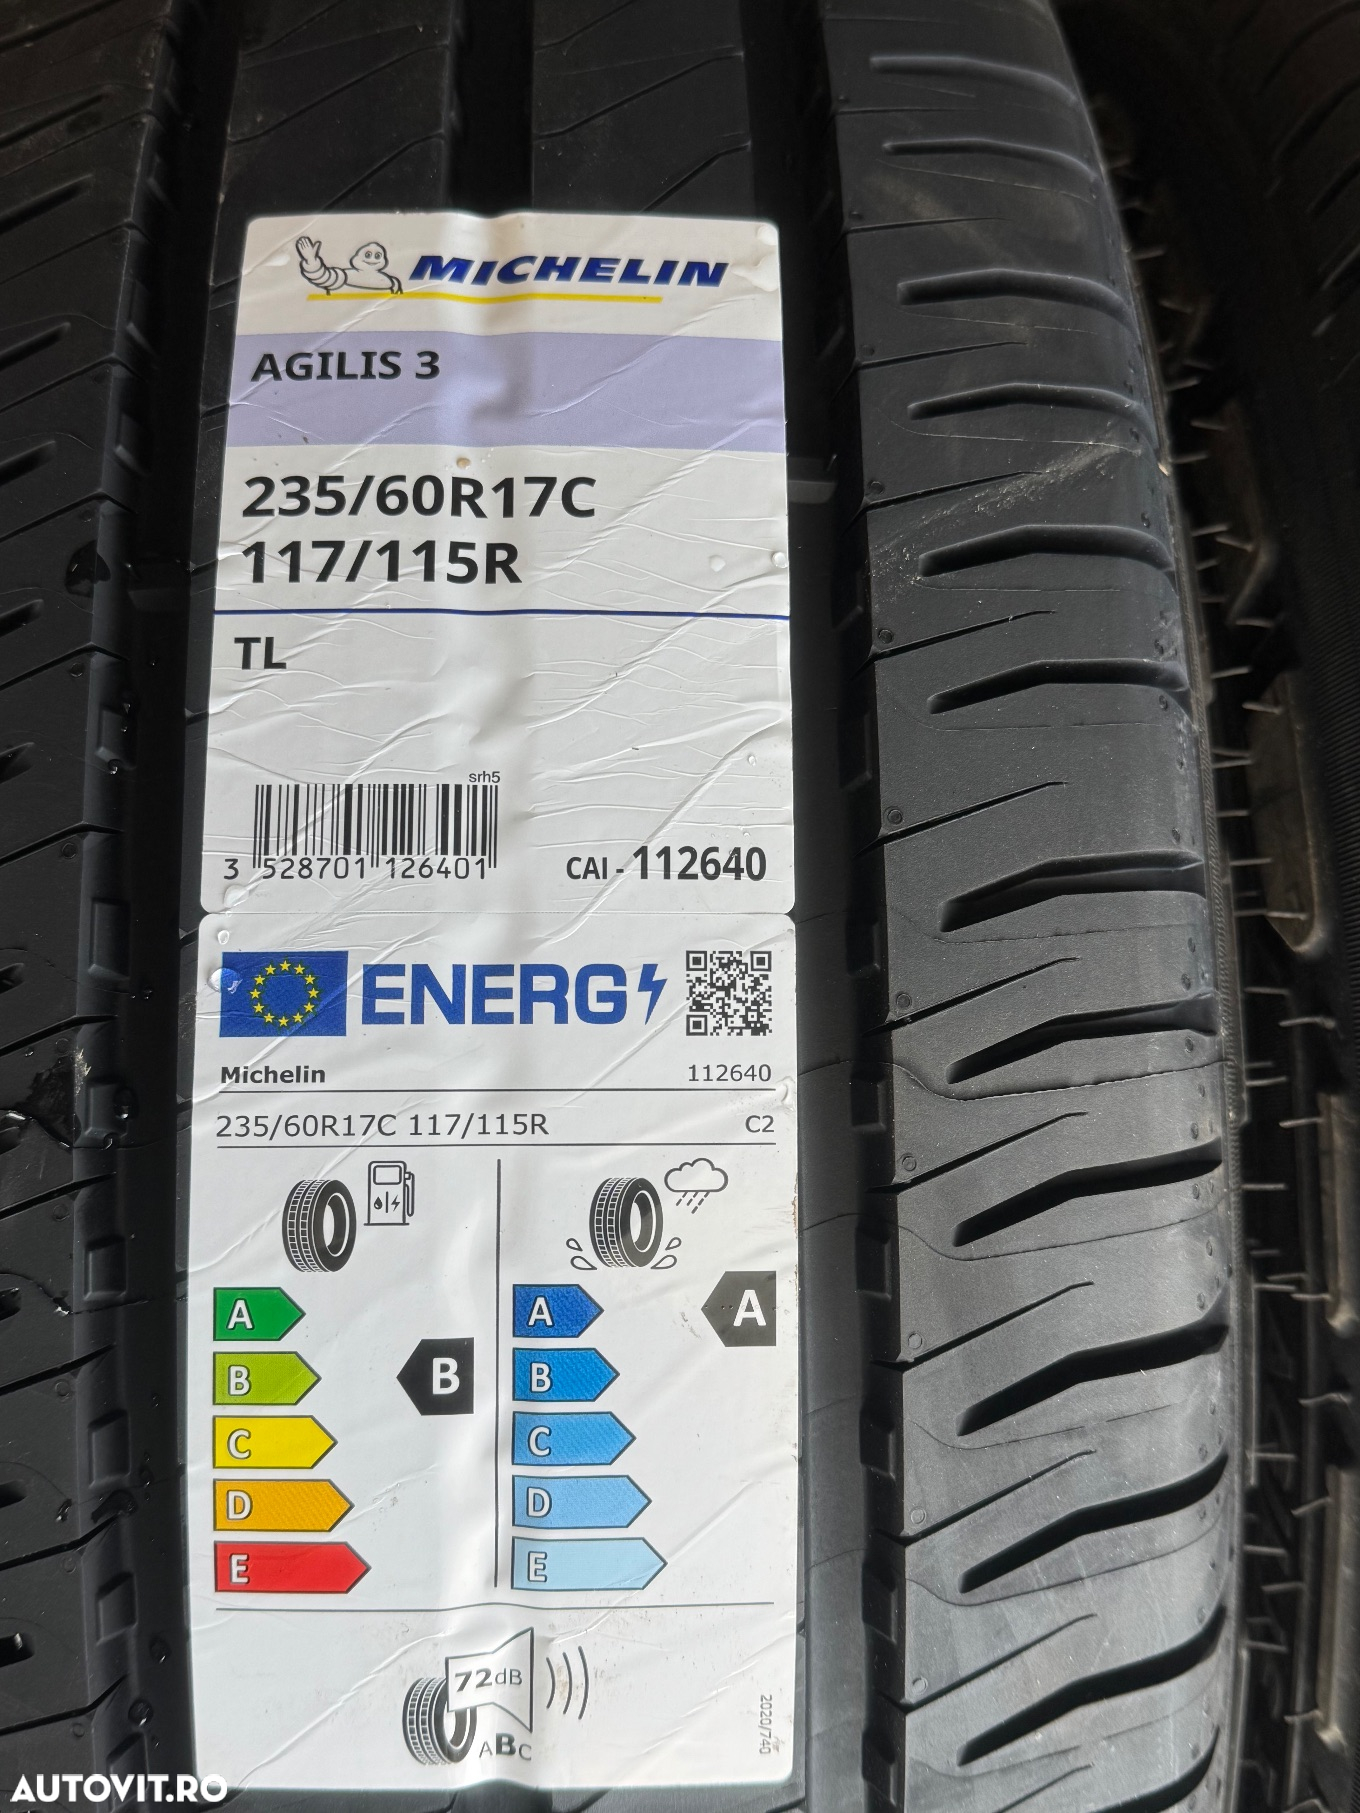 MICHELIN
AGILIS 3
235/60R17C
117/115R
TL
srh5
3 528701 126401
CAI - 112640
ENERG
Michelin 112640
235/60R17C 117/115R C2
A A A
B B B
C C
D D
E E
72dB
ABC
2020/740
AUTOVIT.RO